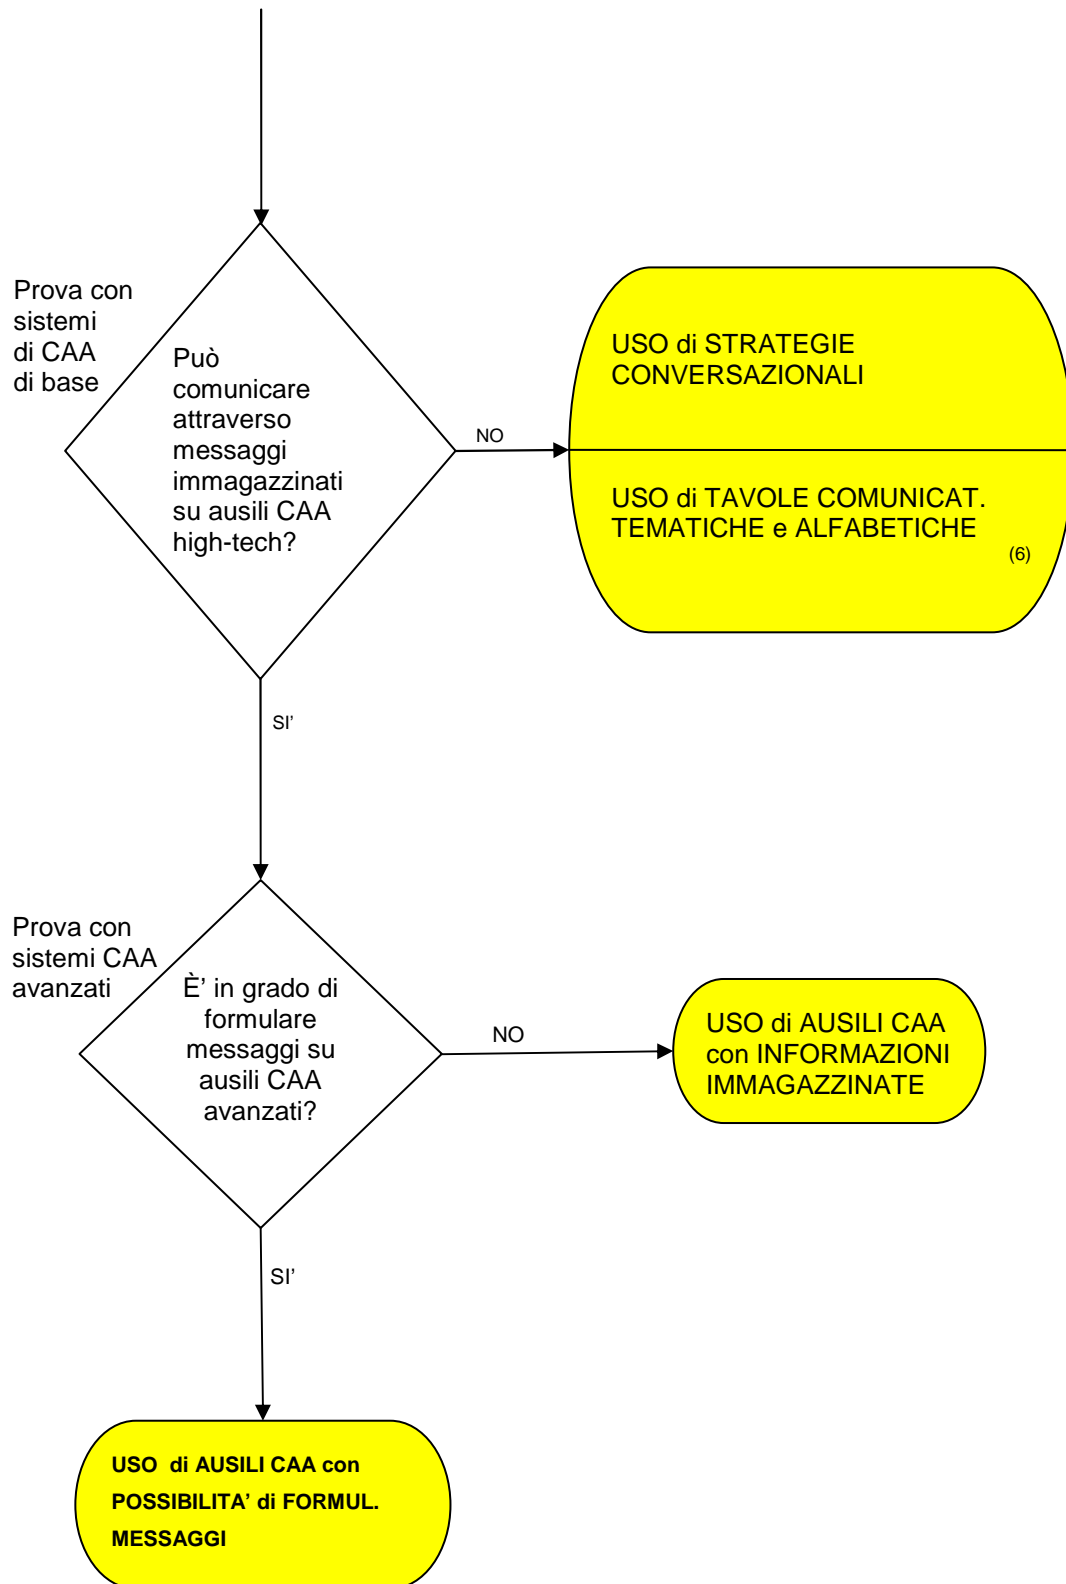 Prova con
sistemi
di CAA
di base
Può
comunicare
attraverso
messaggi
immagazzinati
su ausili CAA
high-tech?
NO
USO di STRATEGIE
CONVERSAZIONALI
USO di TAVOLE COMUNICAT.
TEMATICHE e ALFABETICHE
(6)
SI’
Prova con
sistemi CAA
avanzati
È’ in grado di
formulare
messaggi su
ausili CAA
avanzati?
NO
USO di AUSILI CAA
con INFORMAZIONI
IMMAGAZZINATE
SI’
USO di AUSILI CAA con
POSSIBILITA’ di FORMUL.
MESSAGGI